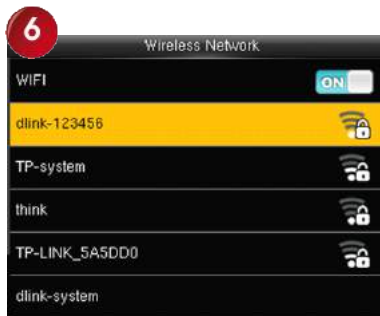 6
Wireless Network
WIFI
ON
dlink-123456
TP-system
think
TP-LINK_5A5DD0
dlink-system